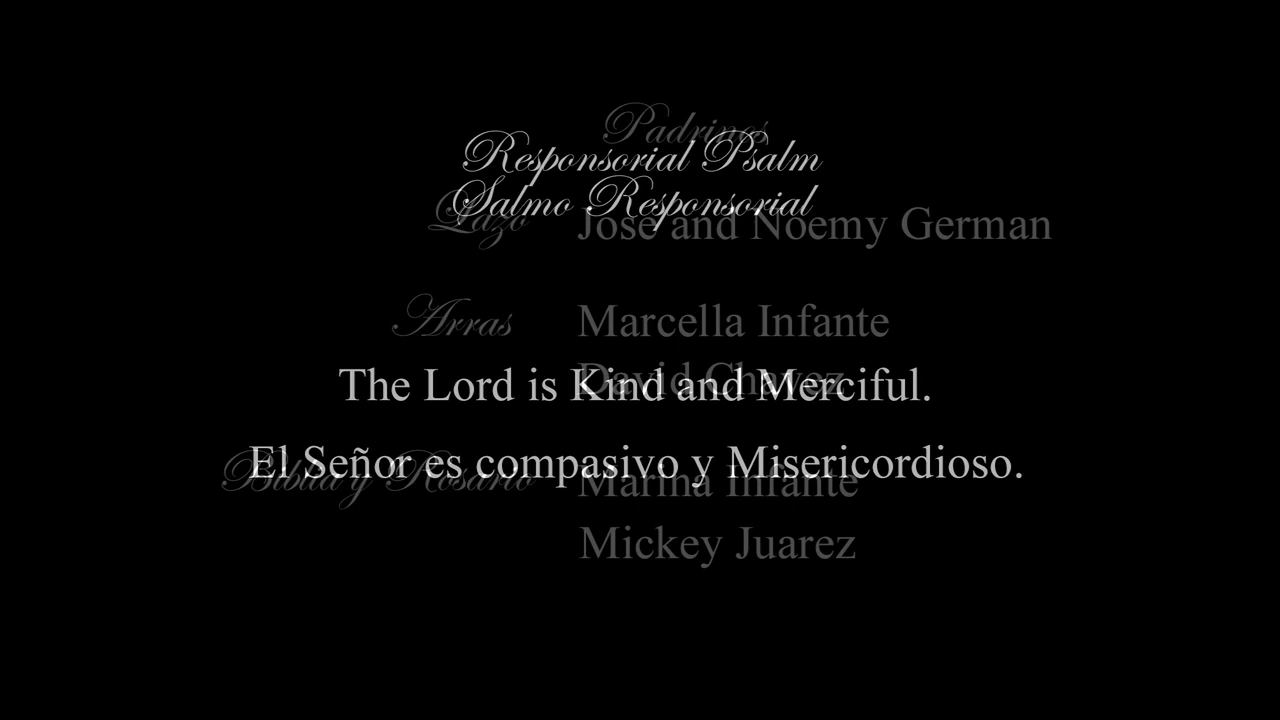 Padrinos
Responsorial Psalm
Salmo Responsorial
Lazo Jose and Noemy German
Arras Marcella Infante
David Chavez
The Lord is Kind and Merciful.
El Señor es compasivo y Misericordioso.
Biblia y Rosario Marina Infante
Mickey Juarez